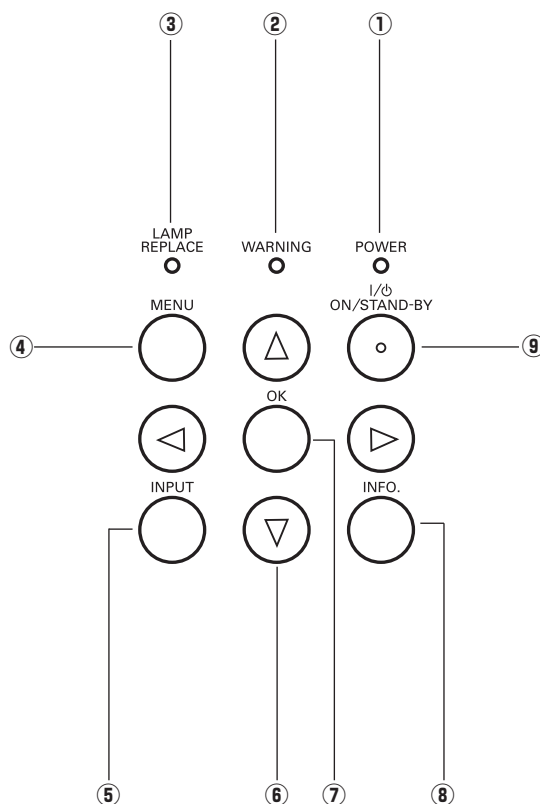 ③ ② ①
LAMP
REPLACE
WARNING
POWER
MENU
I/⏻
ON/STAND-BY
④
⑨
OK
INPUT
INFO.
⑤ ⑥ ⑦ ⑧